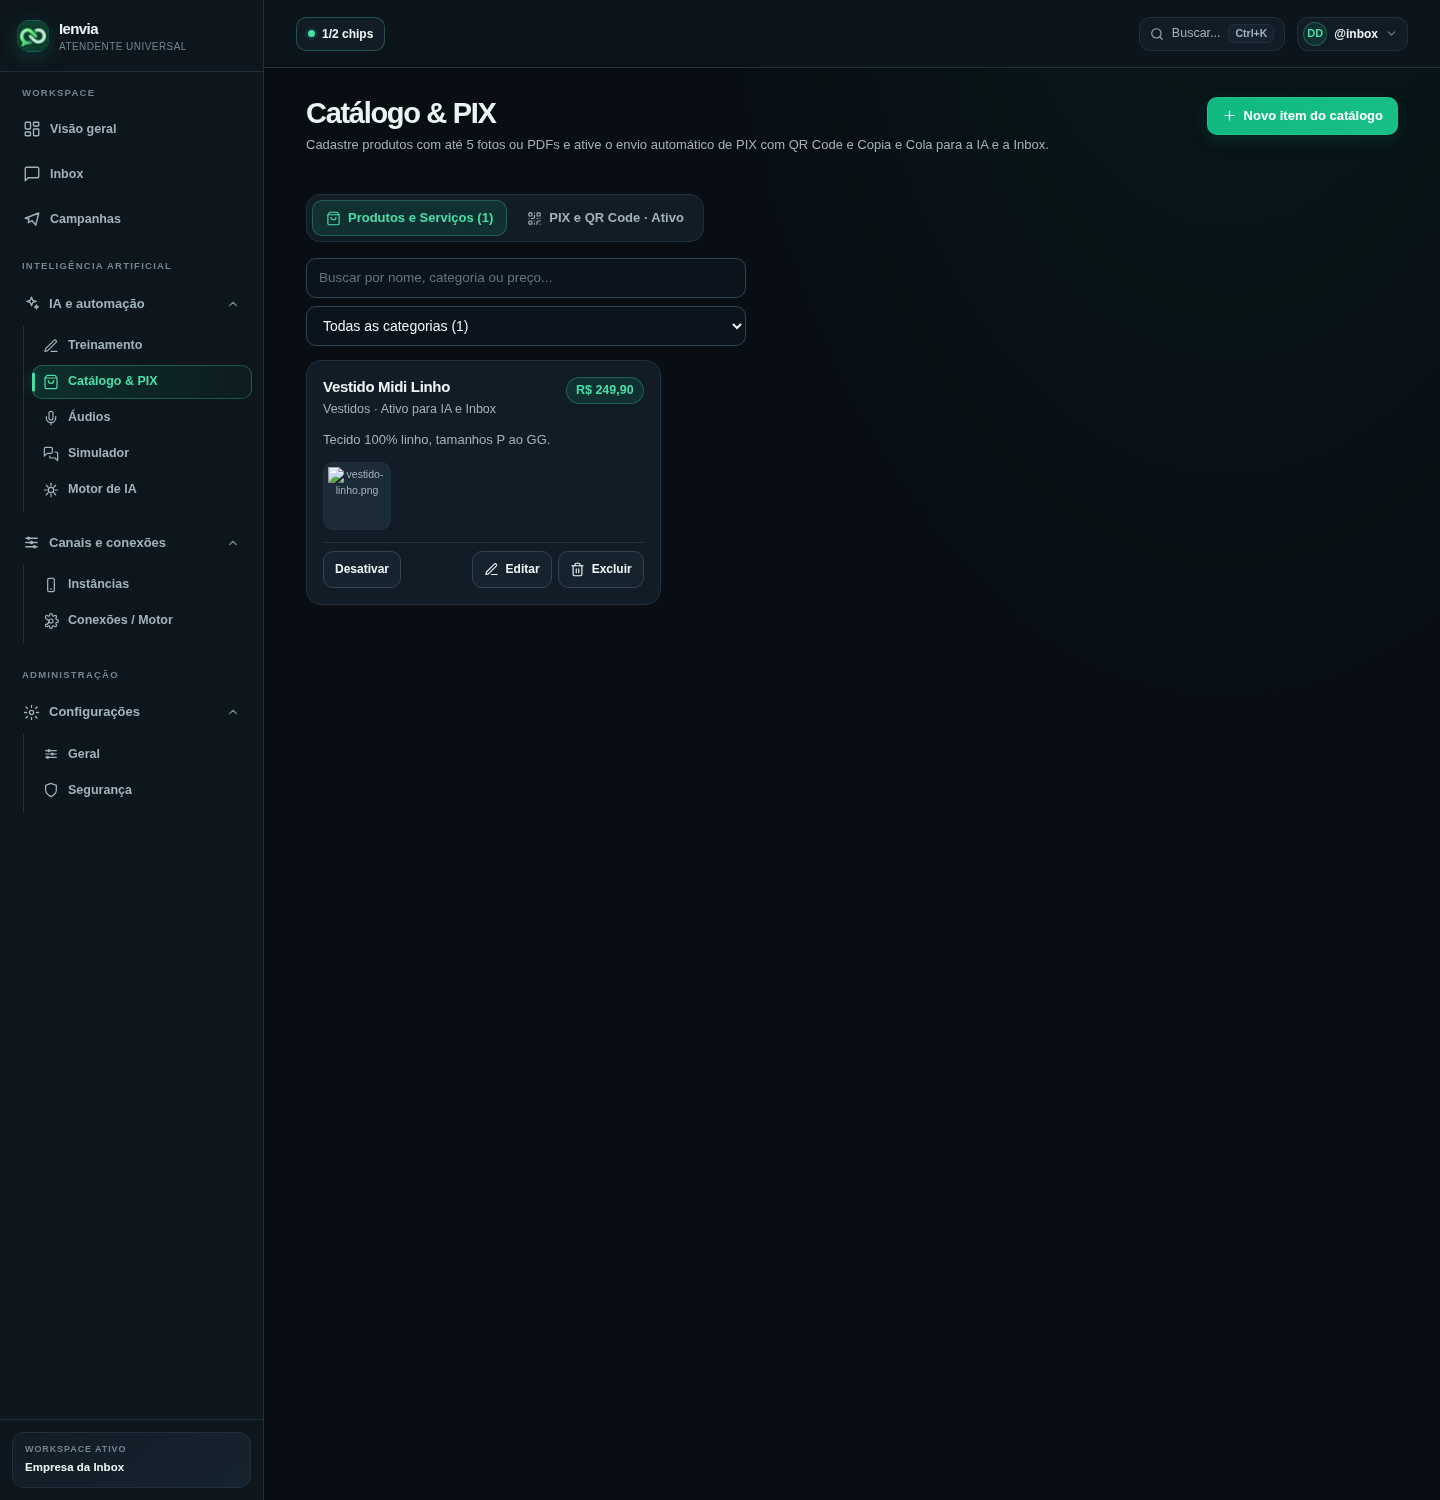 Ienvia
ATENDENTE UNIVERSAL
WORKSPACE
Visão geral
Inbox
Campanhas
INTELIGÊNCIA ARTIFICIAL
IA e automação
Treinamento
Catálogo & PIX
Áudios
Simulador
Motor de IA
Canais e conexões
Instâncias
Conexões / Motor
ADMINISTRAÇÃO
Configurações
Geral
Segurança
WORKSPACE ATIVO
Empresa da Inbox
1/2 chips
Buscar... Ctrl+K
DD @inbox
Catálogo & PIX
Cadastre produtos com até 5 fotos ou PDFs e ative o envio automático de PIX com QR Code e Copia e Cola para a IA e a Inbox.
Novo item do catálogo
Produtos e Serviços (1)
PIX e QR Code · Ativo
Buscar por nome, categoria ou preço...
Todas as categorias (1)
Vestido Midi Linho
R$ 249,90
Vestidos · Ativo para IA e Inbox
Tecido 100% linho, tamanhos P ao GG.
vestido-
linho.png
Desativar
Editar
Excluir